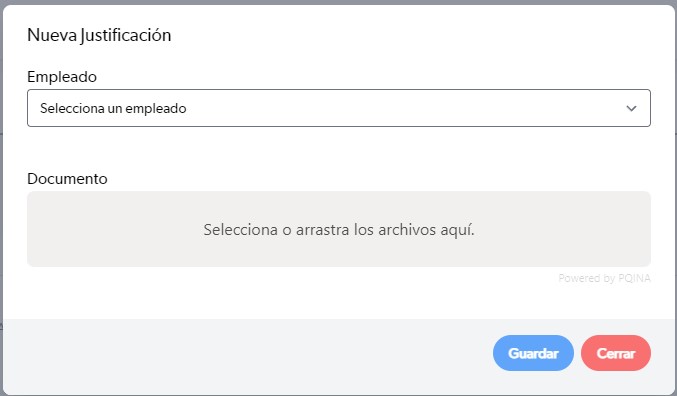 Nueva Justificación
Empleado
Selecciona un empleado
Documento
Selecciona o arrastra los archivos aquí.
Powered by PQINA
Guardar
Cerrar